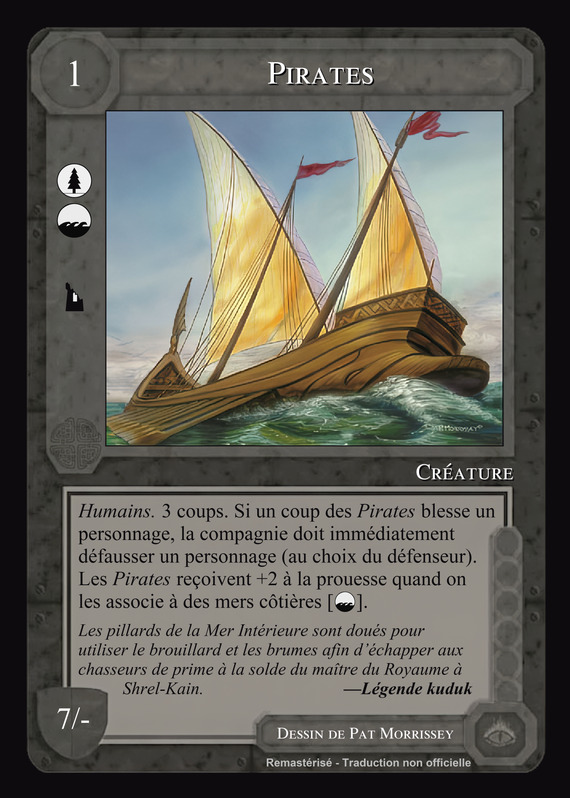 1
PIRATES
P. MORRISSEY ©
CRÉATURE
Humains. 3 coups. Si un coup des Pirates blesse un
personnage, la compagnie doit immédiatement
défausser un personnage (au choix du défenseur).
Les Pirates reçoivent +2 à la prouesse quand on
les associe à des mers côtières [ ].
Les pillards de la Mer Intérieure sont doués pour
utiliser le brouillard et les brumes afin d'échapper aux
chasseurs de prime à la solde du maître du Royaume à
Shrel-Kain. —Légende kuduk
7/-
DESSIN DE PAT MORRISSEY
Remastérisé - Traduction non officielle